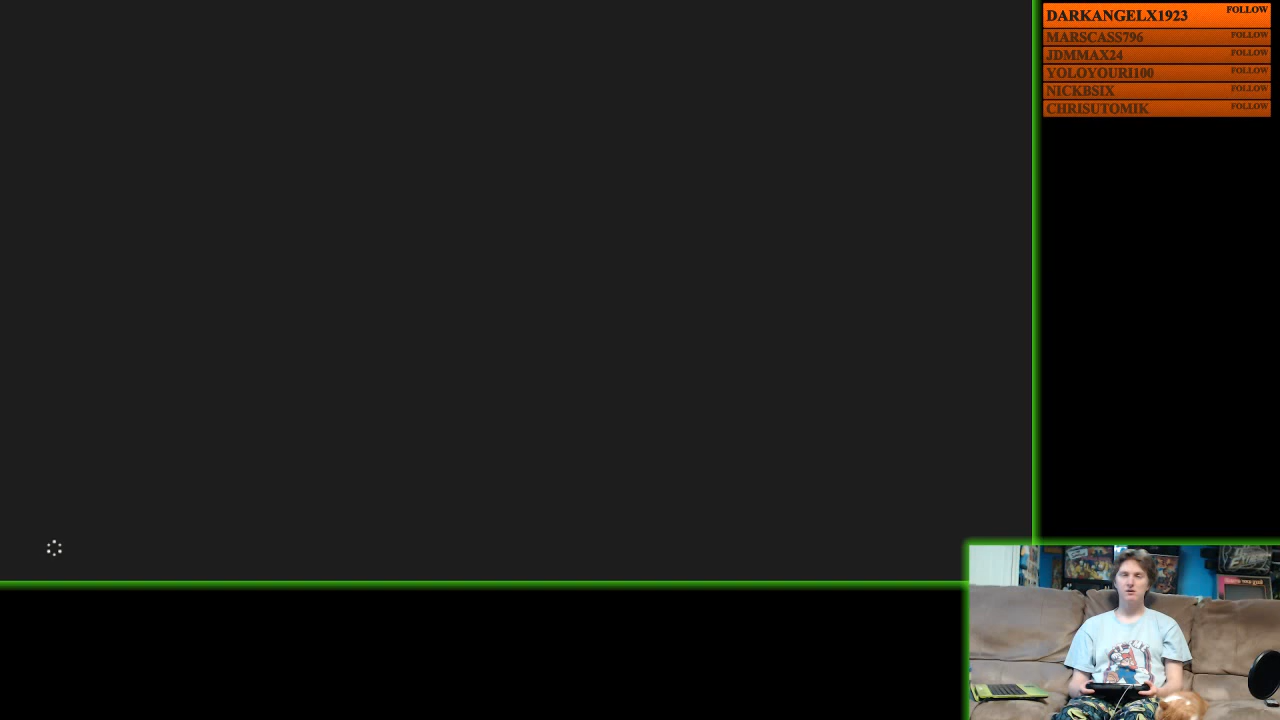 DARKANGELX1923 FOLLOW
MARSCASS796 FOLLOW
JDMMAX24 FOLLOW
YOLOYOURI100 FOLLOW
NICKBSIX FOLLOW
CHRISUTOMIK FOLLOW